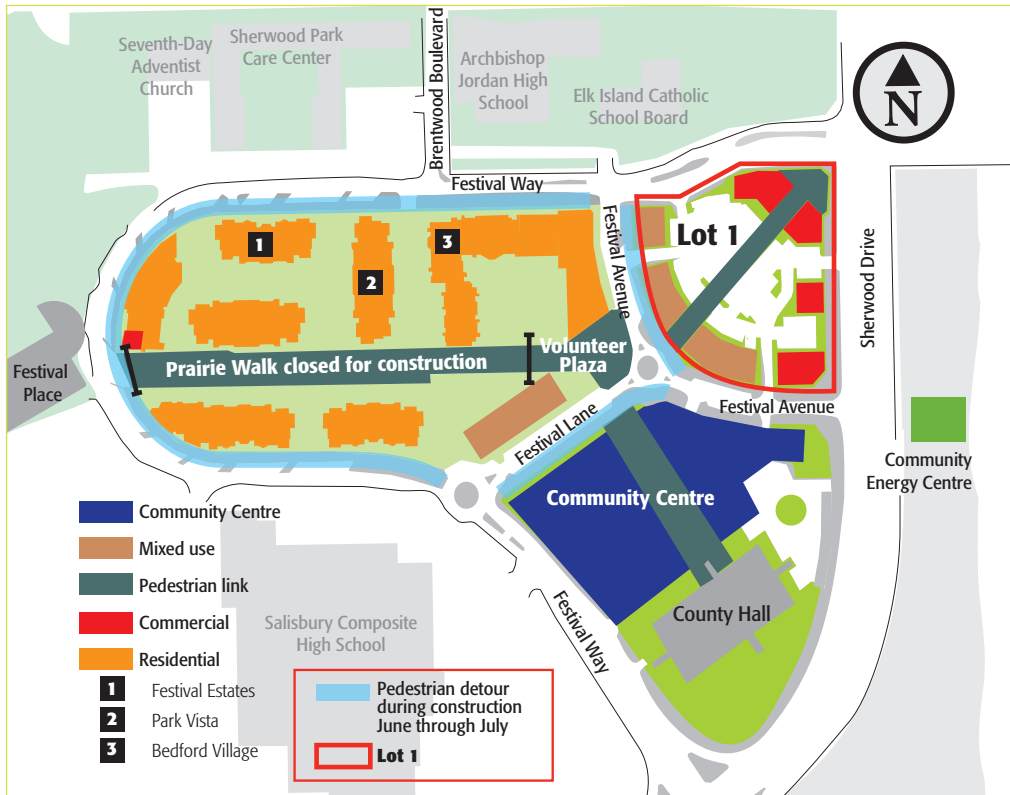 Seventh-Day
Adventist
Church
Sherwood Park
Care Center
Brentwood Boulevard
Archbishop
Jordan High
School
Elk Island Catholic
School Board
N
Festival Way
Festival Avenue
Lot 1
Sherwood Drive
1
2
3
Prairie Walk closed for construction
Volunteer
Plaza
Festival
Place
Festival Lane
Festival Avenue
Community
Energy Centre
Community Centre
County Hall
Festival Way
Salisbury Composite
High School
Community Centre
Mixed use
Pedestrian link
Commercial
Residential
1 Festival Estates
2 Park Vista
3 Bedford Village
Pedestrian detour
during construction
June through July
Lot 1